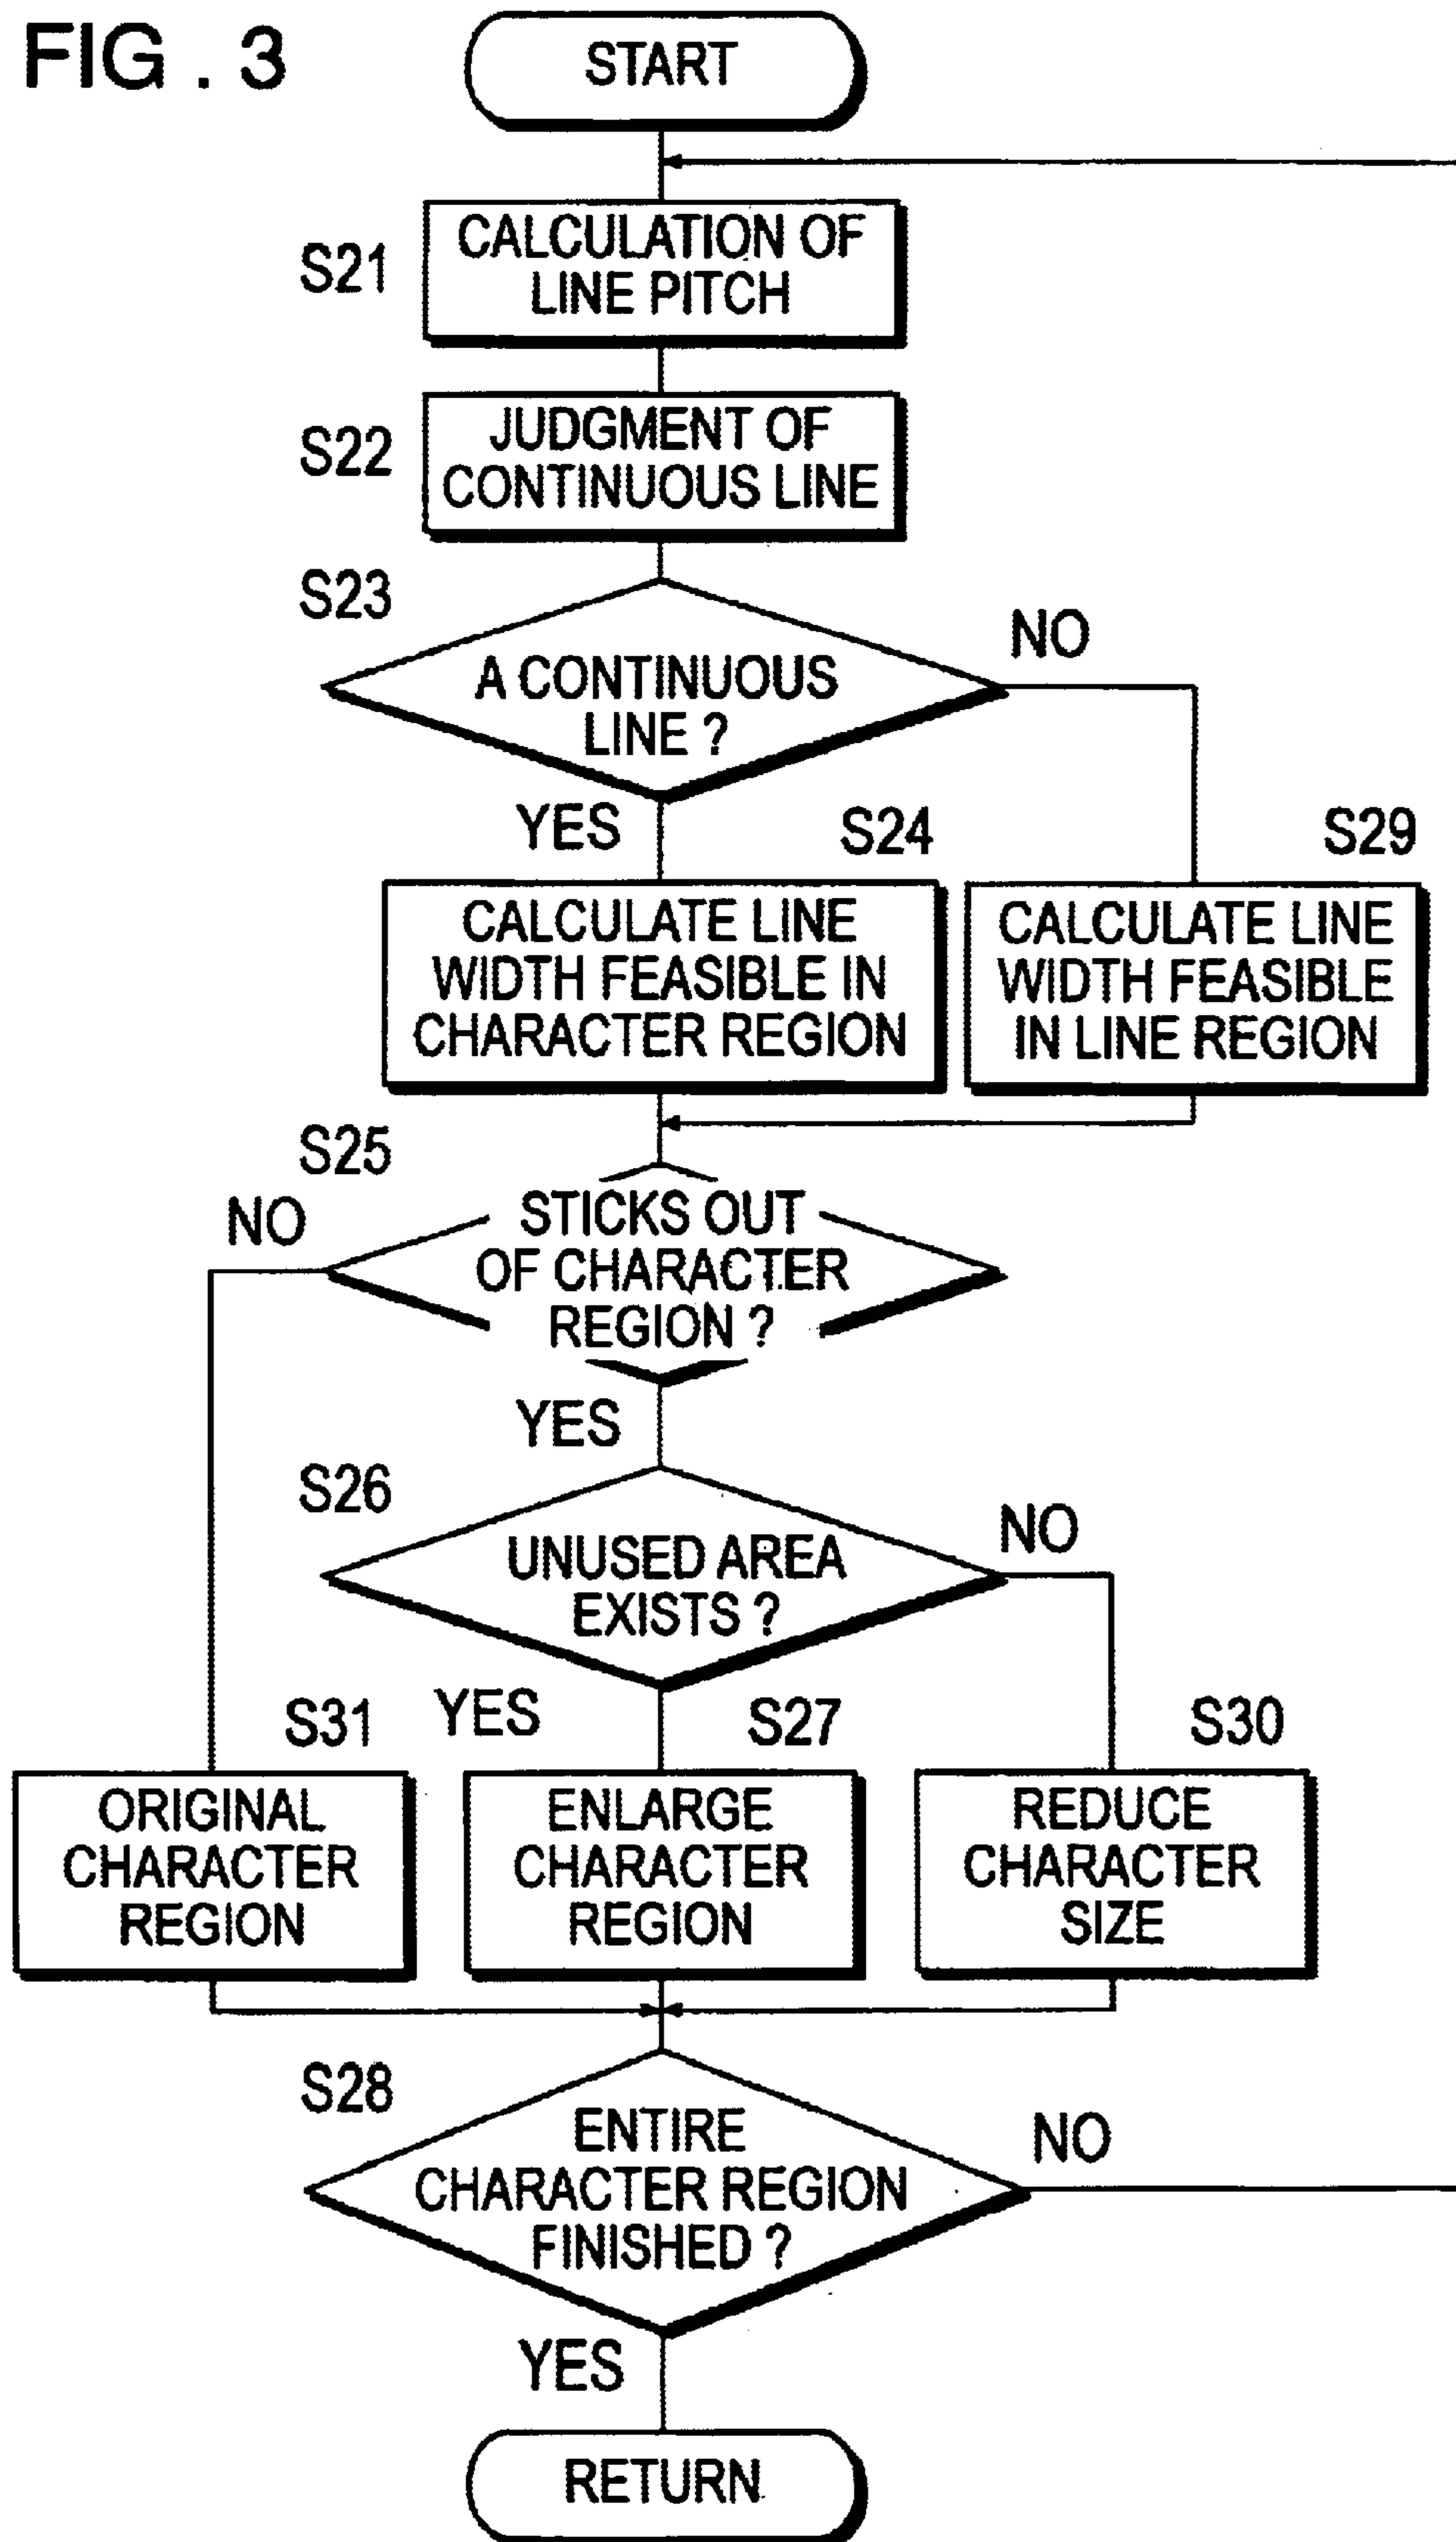 FIG . 3
START
S21
CALCULATION OF
LINE PITCH
S22
JUDGMENT OF
CONTINUOUS LINE
S23
A CONTINUOUS
LINE ?
NO
YES
S24
CALCULATE LINE
WIDTH FEASIBLE IN
CHARACTER REGION
S29
CALCULATE LINE
WIDTH FEASIBLE
IN LINE REGION
S25
NO
STICKS OUT
OF CHARACTER
REGION ?
YES
S26
UNUSED AREA
EXISTS ?
NO
YES
S31
ORIGINAL
CHARACTER
REGION
S27
ENLARGE
CHARACTER
REGION
S30
REDUCE
CHARACTER
SIZE
S28
ENTIRE
CHARACTER REGION
FINISHED ?
NO
YES
RETURN